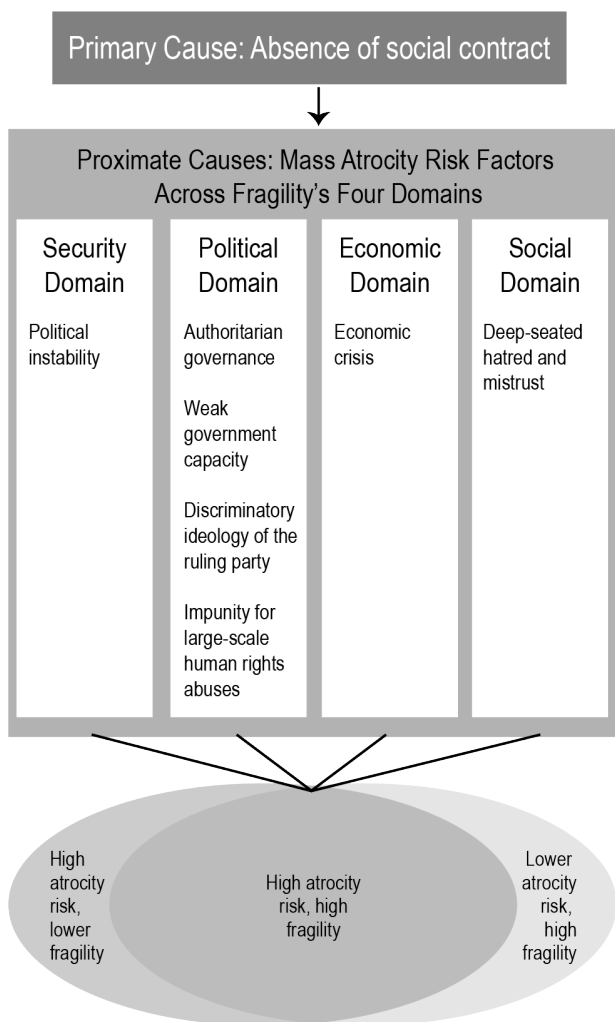 Primary Cause: Absence of social contract
Proximate Causes: Mass Atrocity Risk Factors
Across Fragility's Four Domains
Security
Domain
Political
instability
Political
Domain
Authoritarian
governance
Weak
government
capacity
Discriminatory
ideology of the
ruling party
Impunity for
large-scale
human rights
abuses
Economic
Domain
Economic
crisis
Social
Domain
Deep-seated
hatred and
mistrust
High
atrocity
risk,
lower
fragility
High atrocity
risk, high
fragility
Lower
atrocity
risk,
high
fragility